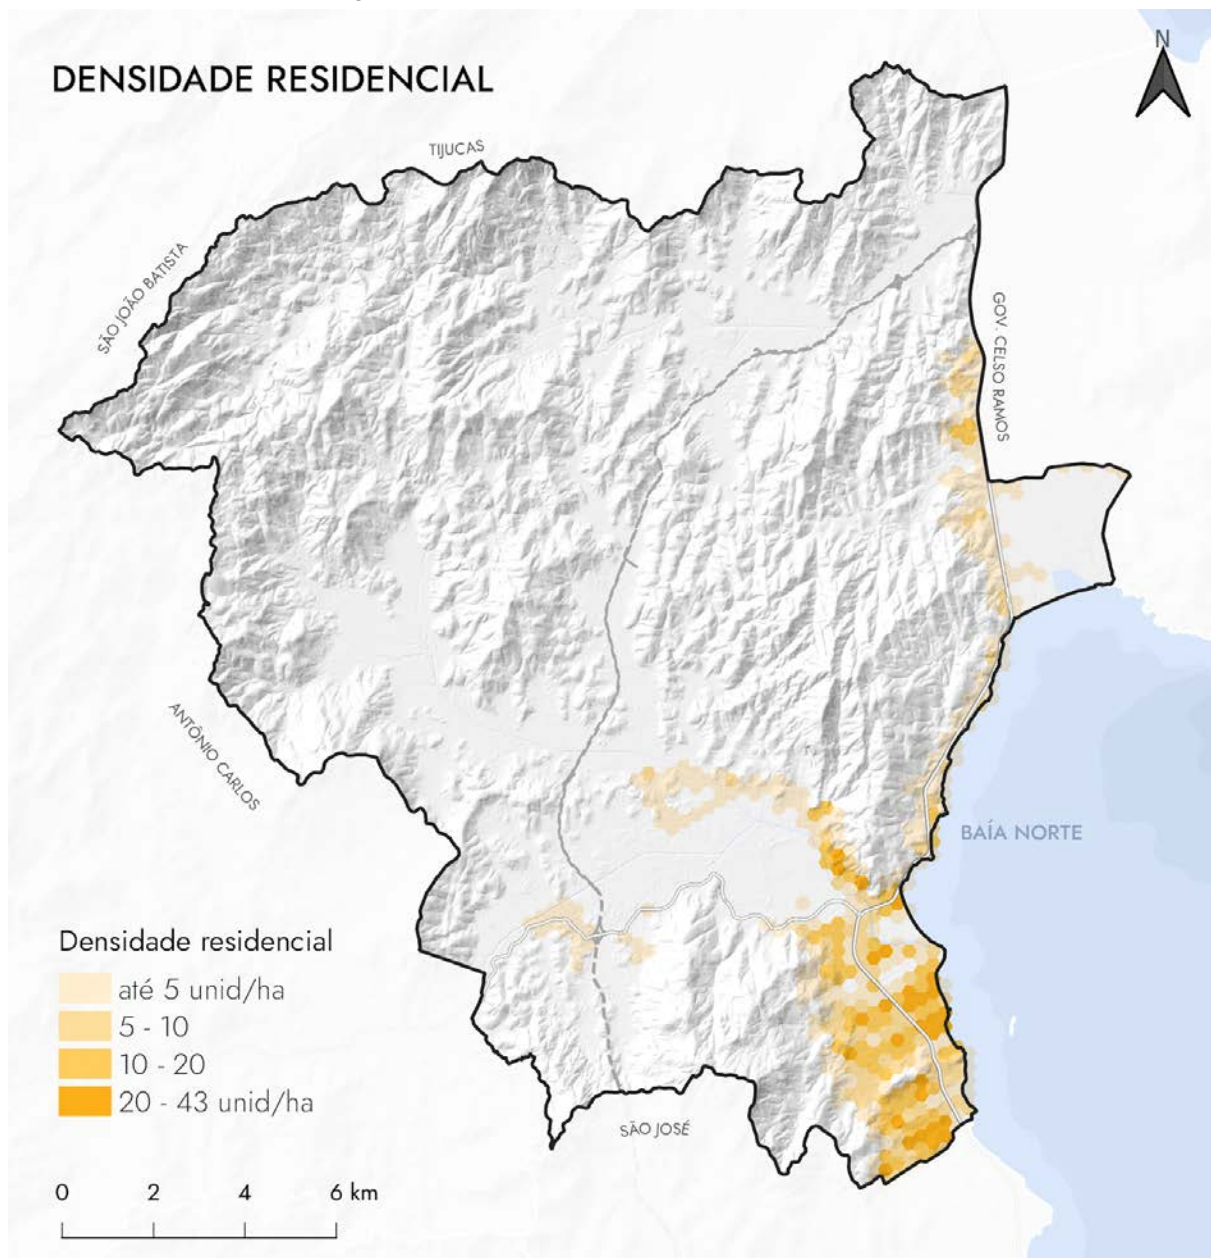 N
DENSIDADE RESIDENCIAL
TIJUCAS
SÃO JOÃO BATISTA
GOV. CELSO RAMOS
ANTÔNIO CARLOS
BAÍA NORTE
Densidade residencial
até 5 unid/ha
5 - 10
10 - 20
20 - 43 unid/ha
SÃO JOSÉ
0 2 4 6 km